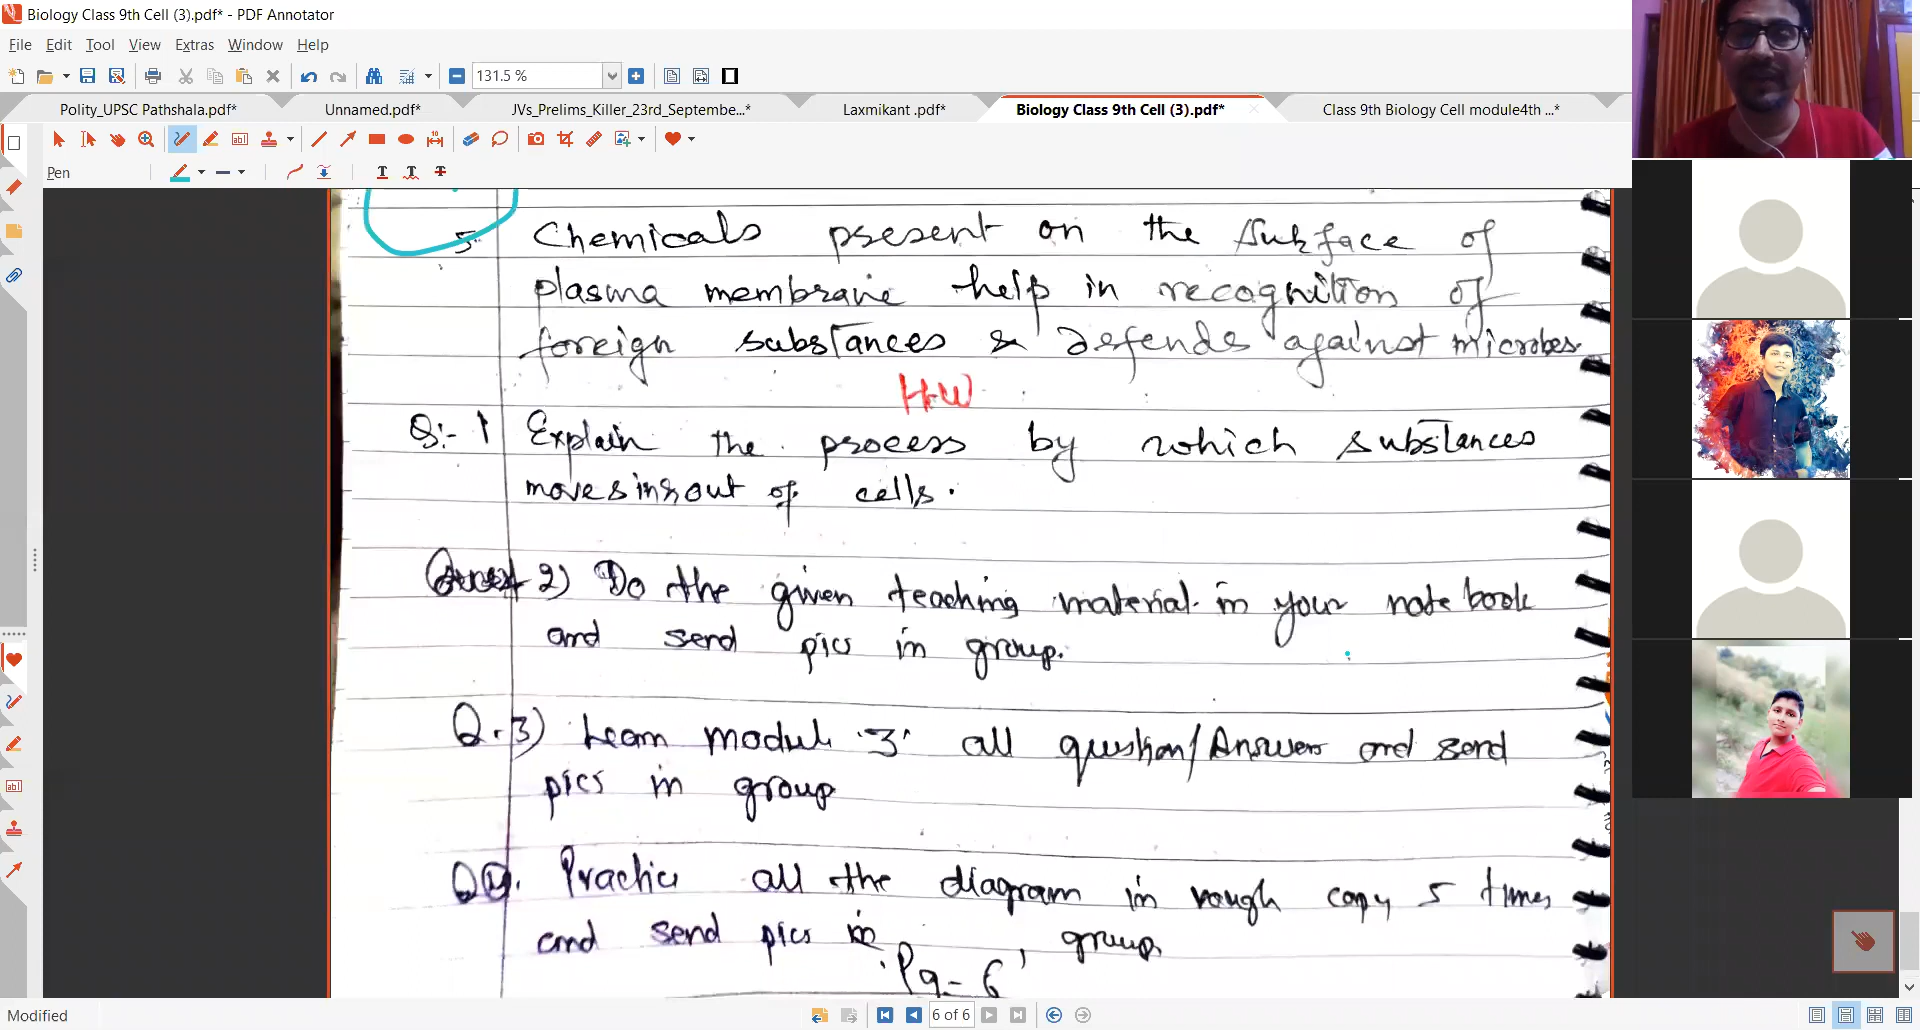 Biology Class 9th Cell (3).pdf* - PDF Annotator
File Edit Tool View Extras Window Help
131.5 %
Polity_UPSC Pathshala.pdf* Unnamed.pdf* JVs_Prelims_Killer_23rd_Septembe...* Laxmikant .pdf* Biology Class 9th Cell (3).pdf* Class 9th Biology Cell module4th ...*
Pen
5. Chemicals present on the surface of
plasma membrane help in recognition of
foreign substances & defends against microbes.
H.W
Q:- 1 Explain the process by which substances
moves in & out of cells.
2) Do the given teaching material in your note book
and send pics in group.
Q.3) Learn modul '3' all question/Answer and send
pics in group
Practice all the diagram in rough copy 5 times
and send pics in group.
'Pg - 6'
Modified
6 of 6